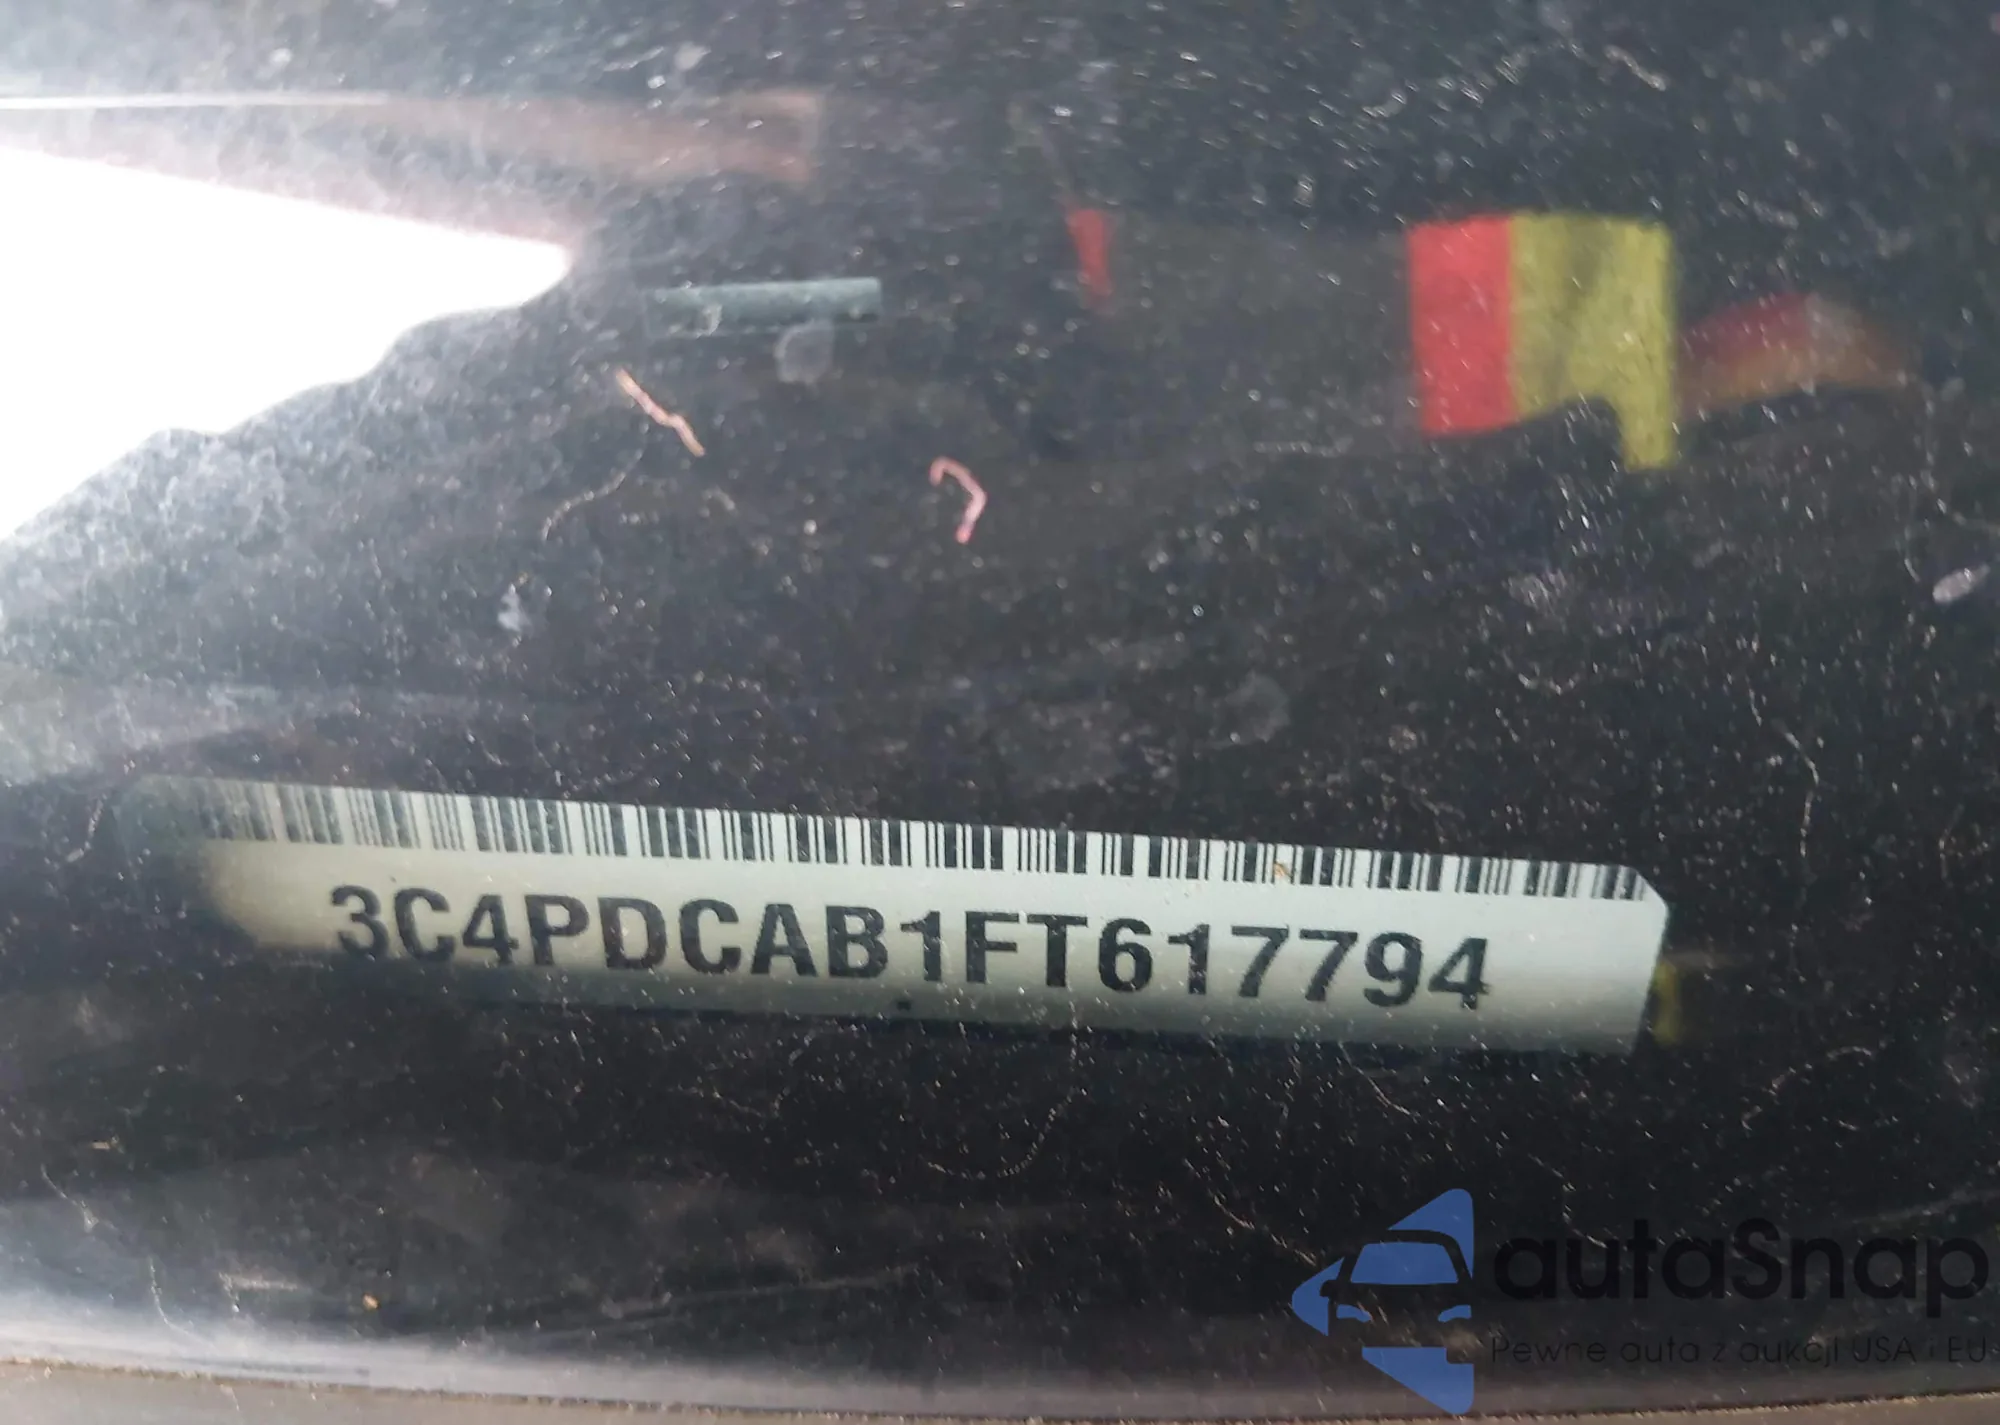 3C4PDCAB1FT617794
autaSnap
Pewne auta z aukcji USA i EU